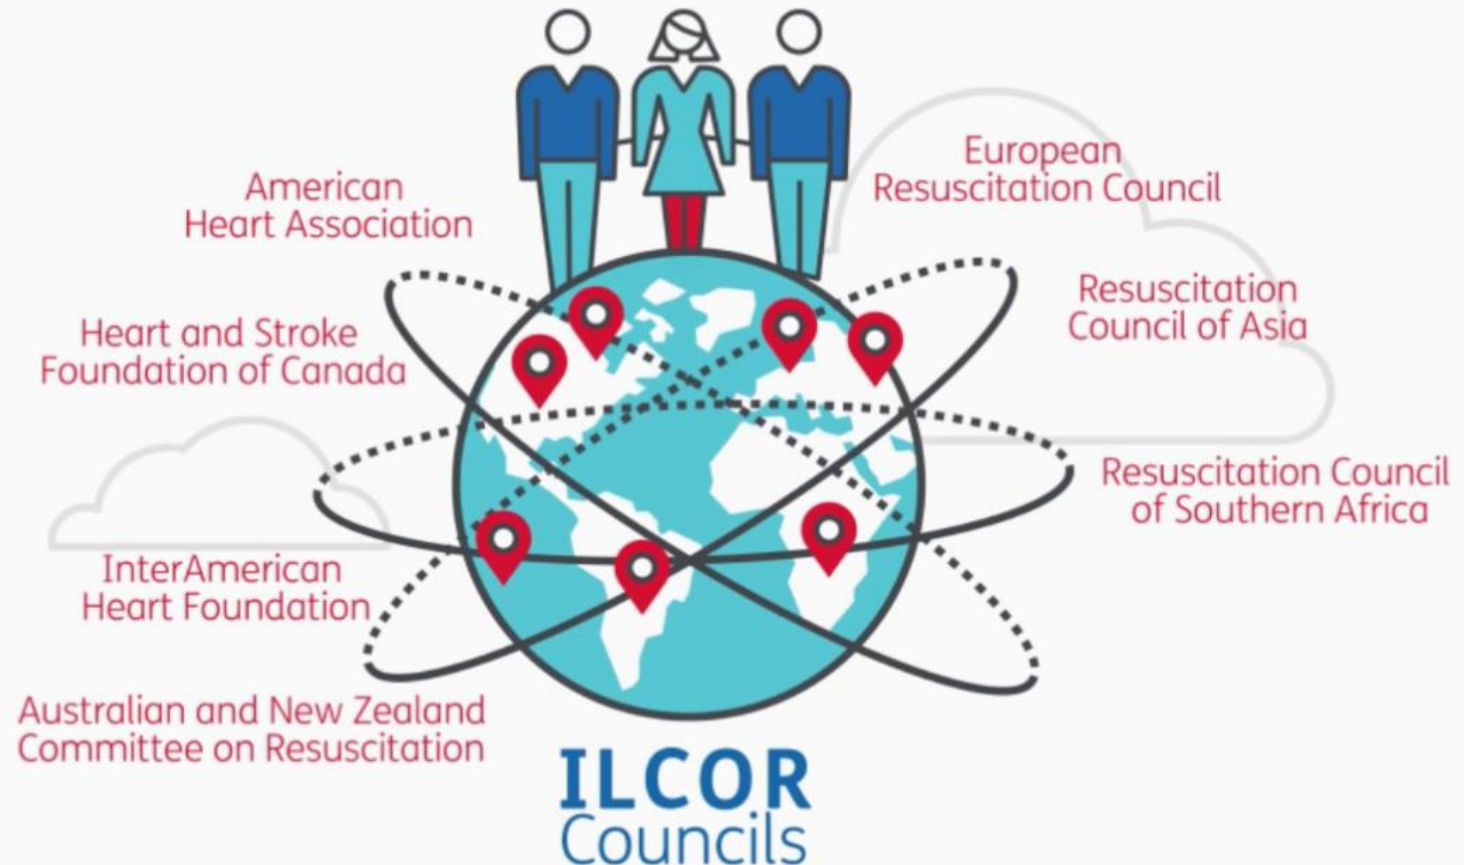 American
Heart Association
European
Resuscitation Council
Heart and Stroke
Foundation of Canada
Resuscitation
Council of Asia
InterAmerican
Heart Foundation
Resuscitation Council
of Southern Africa
Australian and New Zealand
Committee on Resuscitation
ILCOR
Councils